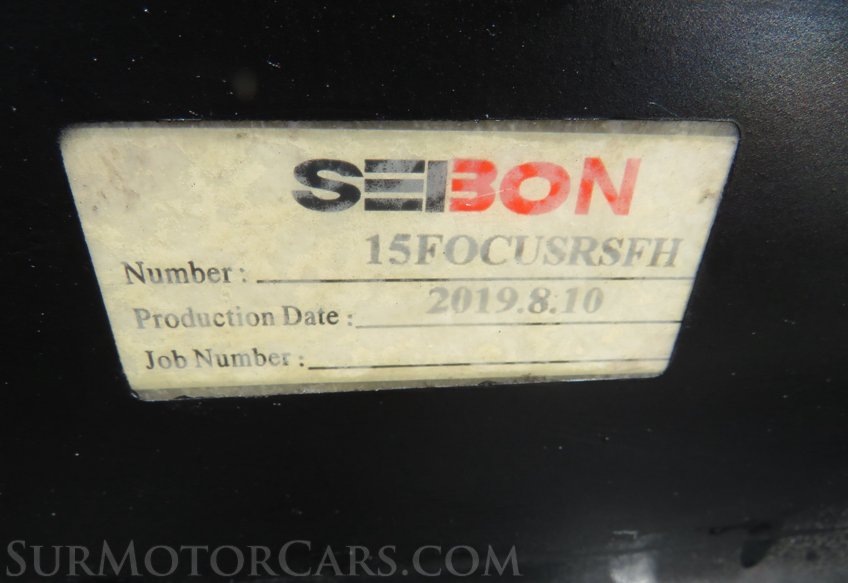 SEIBON
Number: 15FOCUSRSFH
Production Date: 2019.8.10
Job Number:
SURMOTORCARS.COM